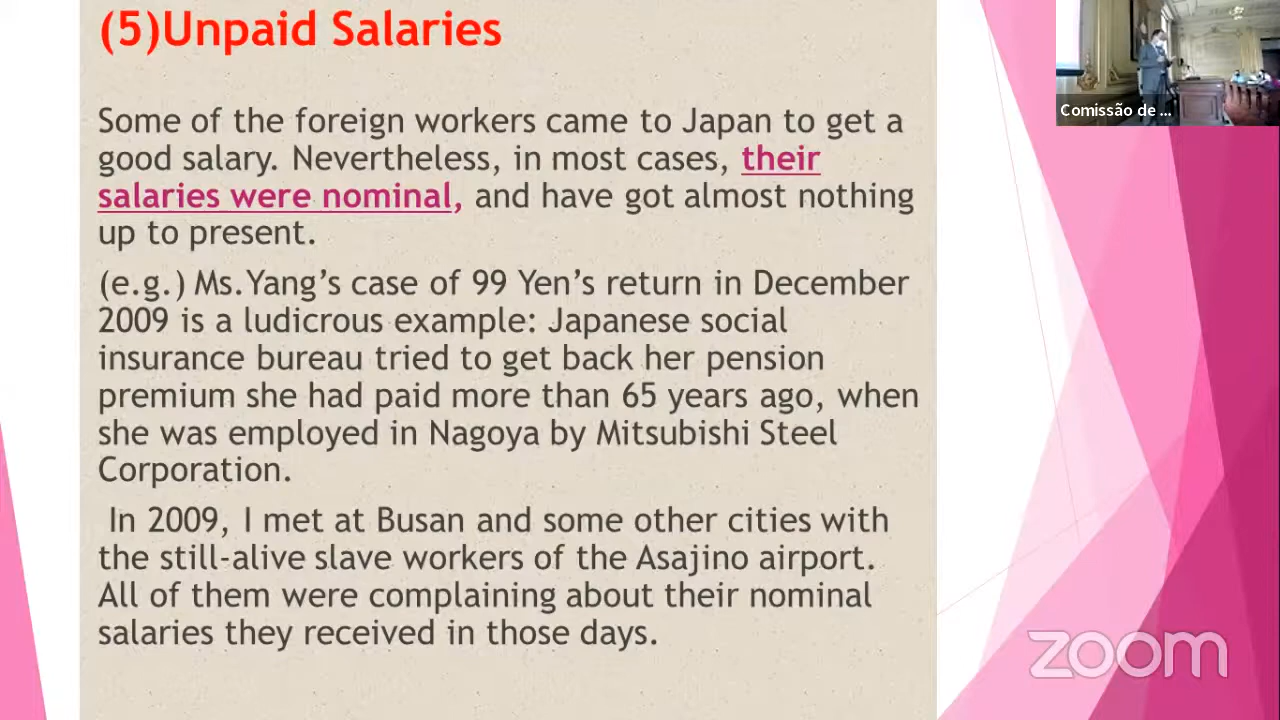 (5)Unpaid Salaries
Some of the foreign workers came to Japan to get a
good salary. Nevertheless, in most cases, their
salaries were nominal, and have got almost nothing
up to present.
(e.g.) Ms.Yang’s case of 99 Yen’s return in December
2009 is a ludicrous example: Japanese social
insurance bureau tried to get back her pension
premium she had paid more than 65 years ago, when
she was employed in Nagoya by Mitsubishi Steel
Corporation.
In 2009, I met at Busan and some other cities with
the still-alive slave workers of the Asajino airport.
All of them were complaining about their nominal
salaries they received in those days.
Comissão de ...
zoom